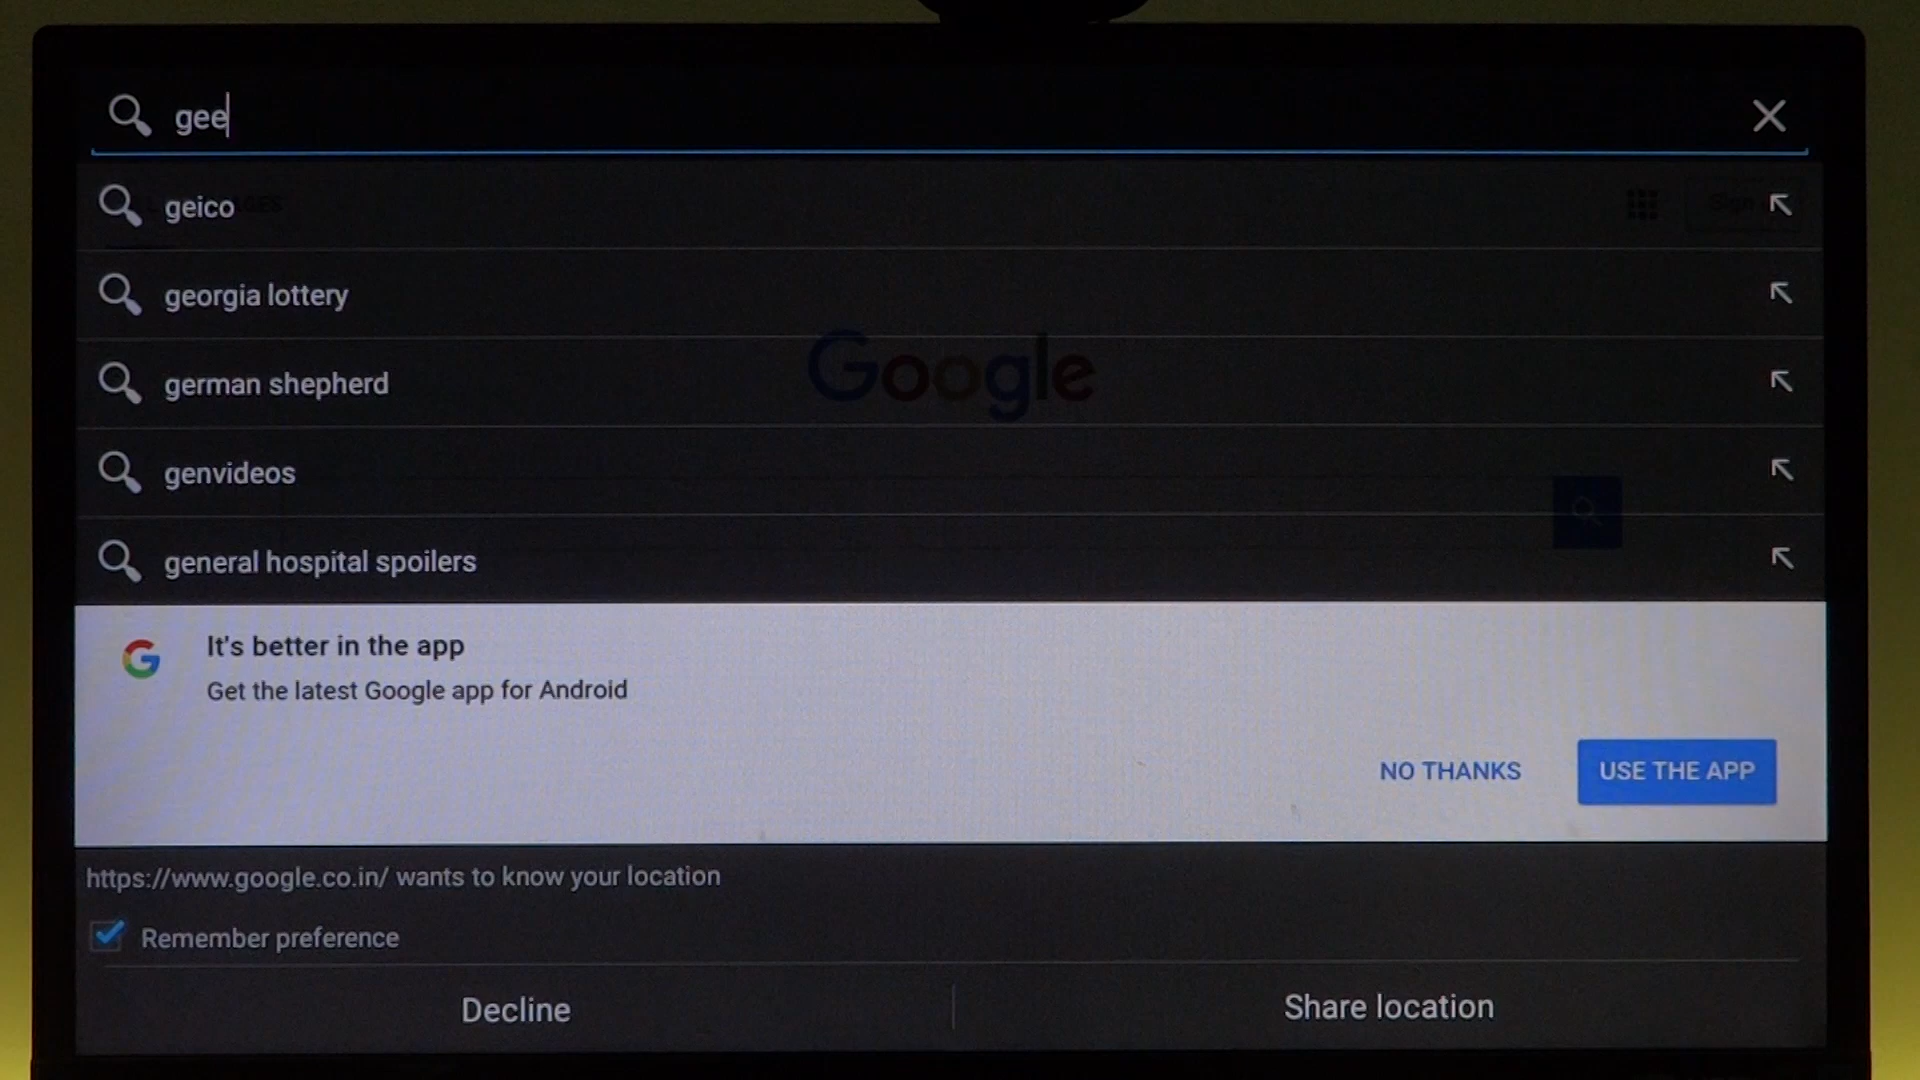 gee
geico
georgia lottery
german shepherd
Google
genvideos
general hospital spoilers
It's better in the app
Get the latest Google app for Android
NO THANKS
USE THE APP
https://www.google.co.in/ wants to know your location
Remember preference
Decline
Share location